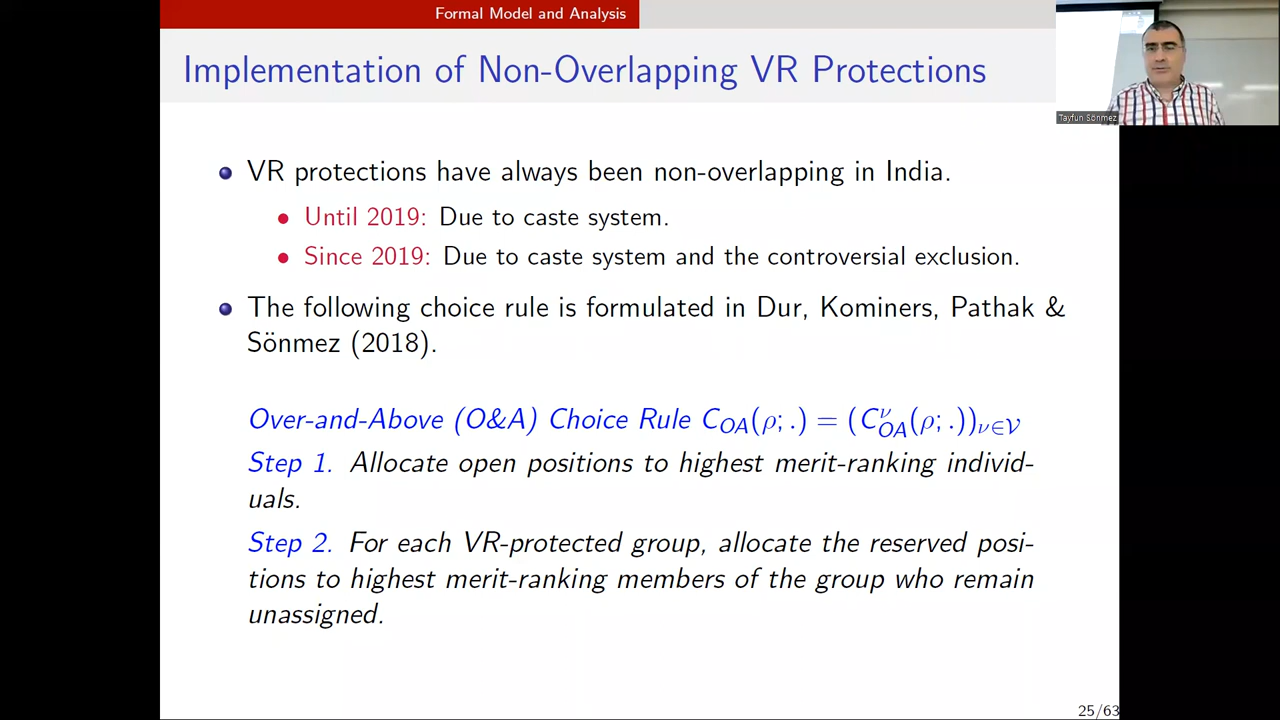 Formal Model and Analysis
Implementation of Non-Overlapping VR Protections
Tayfun Sönmez
VR protections have always been non-overlapping in India.
Until 2019: Due to caste system.
Since 2019: Due to caste system and the controversial exclusion.
The following choice rule is formulated in Dur, Kominers, Pathak &
Sönmez (2018).
Over-and-Above (O&A) Choice Rule C_OA(ρ; .) = (C^ν_OA(ρ; .))_ν∈𝒱
Step 1. Allocate open positions to highest merit-ranking individ-
uals.
Step 2. For each VR-protected group, allocate the reserved posi-
tions to highest merit-ranking members of the group who remain
unassigned.
25/63